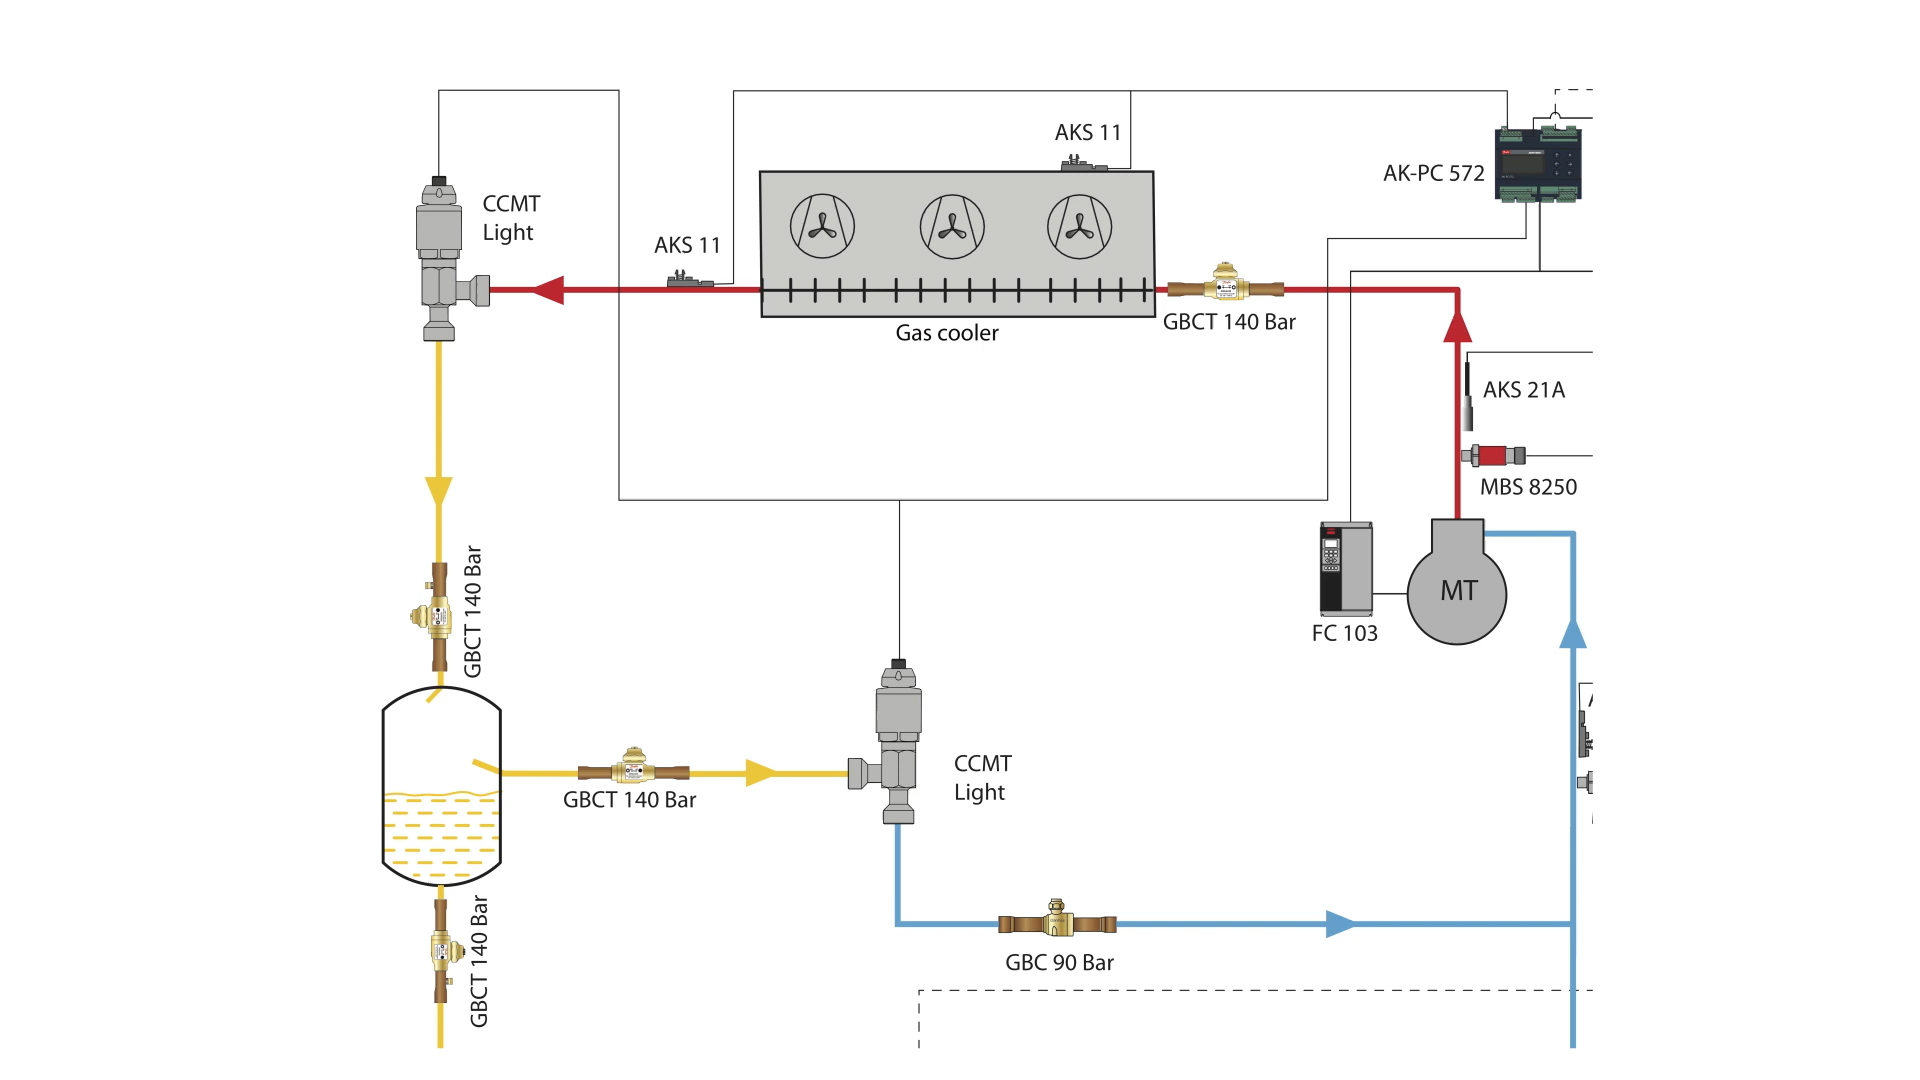 AKS 11
AK-PC 572
CCMT
Light
AKS 11
GBCT 140 Bar
Gas cooler
AKS 21A
MBS 8250
GBCT 140 Bar
MT
FC 103
CCMT
Light
GBCT 140 Bar
GBCT 140 Bar
GBC 90 Bar